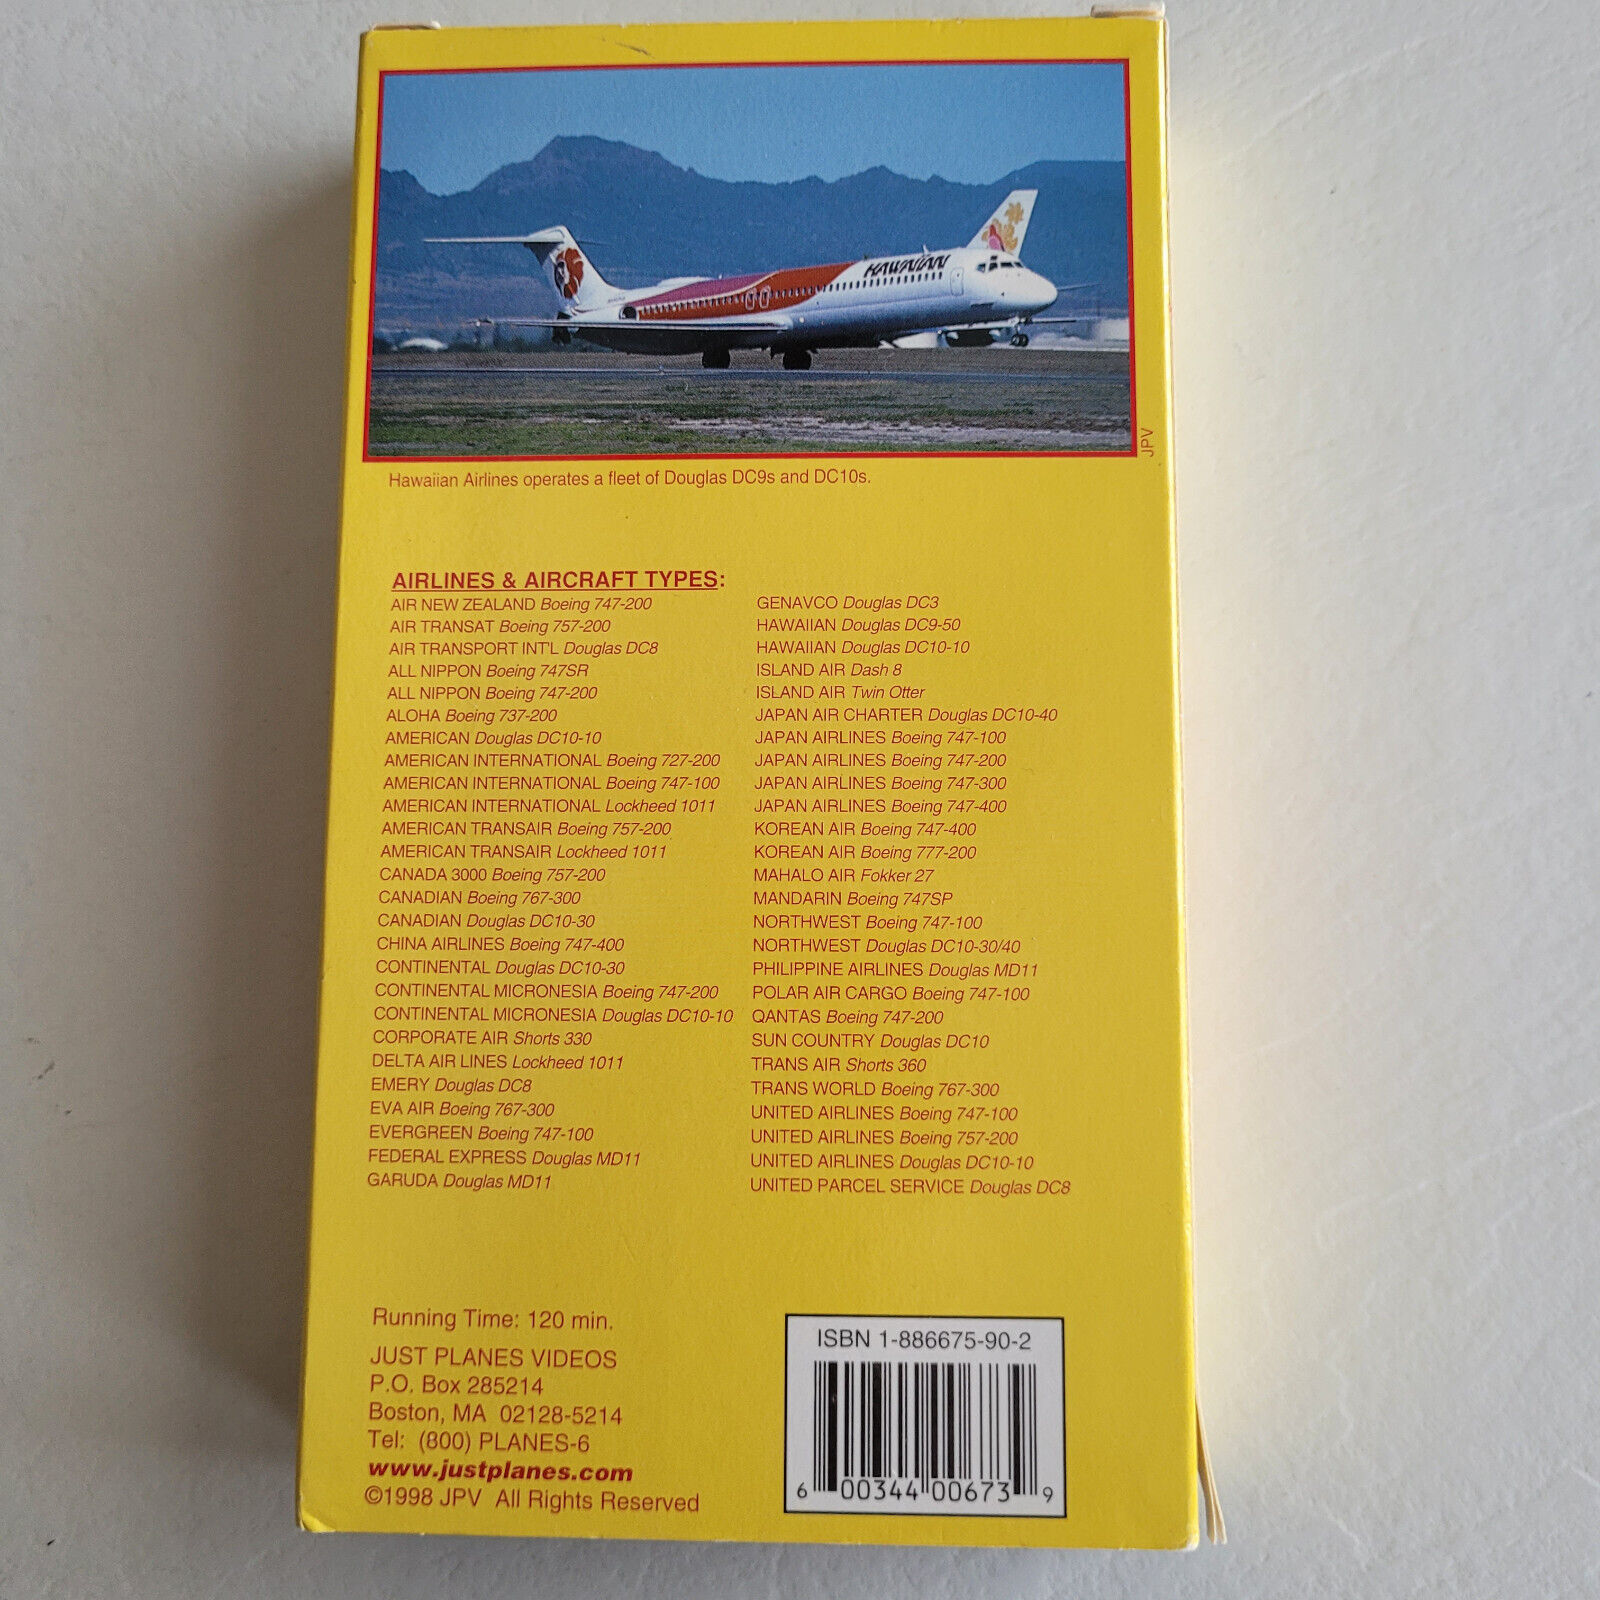 HAWAIIAN
JPV
Hawaiian Airlines operates a fleet of Douglas DC9s and DC10s.
AIRLINES & AIRCRAFT TYPES:
AIR NEW ZEALAND Boeing 747-200
AIR TRANSAT Boeing 757-200
AIR TRANSPORT INT'L Douglas DC8
ALL NIPPON Boeing 747SR
ALL NIPPON Boeing 747-200
ALOHA Boeing 737-200
AMERICAN Douglas DC10-10
AMERICAN INTERNATIONAL Boeing 727-200
AMERICAN INTERNATIONAL Boeing 747-100
AMERICAN INTERNATIONAL Lockheed 1011
AMERICAN TRANSAIR Boeing 757-200
AMERICAN TRANSAIR Lockheed 1011
CANADA 3000 Boeing 757-200
CANADIAN Boeing 767-300
CANADIAN Douglas DC10-30
CHINA AIRLINES Boeing 747-400
CONTINENTAL Douglas DC10-30
CONTINENTAL MICRONESIA Boeing 747-200
CONTINENTAL MICRONESIA Douglas DC10-10
CORPORATE AIR Shorts 330
DELTA AIR LINES Lockheed 1011
EMERY Douglas DC8
EVA AIR Boeing 767-300
EVERGREEN Boeing 747-100
FEDERAL EXPRESS Douglas MD11
GARUDA Douglas MD11
GENAVCO Douglas DC3
HAWAIIAN Douglas DC9-50
HAWAIIAN Douglas DC10-10
ISLAND AIR Dash 8
ISLAND AIR Twin Otter
JAPAN AIR CHARTER Douglas DC10-40
JAPAN AIRLINES Boeing 747-100
JAPAN AIRLINES Boeing 747-200
JAPAN AIRLINES Boeing 747-300
JAPAN AIRLINES Boeing 747-400
KOREAN AIR Boeing 747-400
KOREAN AIR Boeing 777-200
MAHALO AIR Fokker 27
MANDARIN Boeing 747SP
NORTHWEST Boeing 747-100
NORTHWEST Douglas DC10-30/40
PHILIPPINE AIRLINES Douglas MD11
POLAR AIR CARGO Boeing 747-100
QANTAS Boeing 747-200
SUN COUNTRY Douglas DC10
TRANS AIR Shorts 360
TRANS WORLD Boeing 767-300
UNITED AIRLINES Boeing 747-100
UNITED AIRLINES Boeing 757-200
UNITED AIRLINES Douglas DC10-10
UNITED PARCEL SERVICE Douglas DC8
Running Time: 120 min.
JUST PLANES VIDEOS
P.O. Box 285214
Boston, MA 02128-5214
Tel: (800) PLANES-6
www.justplanes.com
©1998 JPV All Rights Reserved
ISBN 1-886675-90-2
6 00344 00673 9